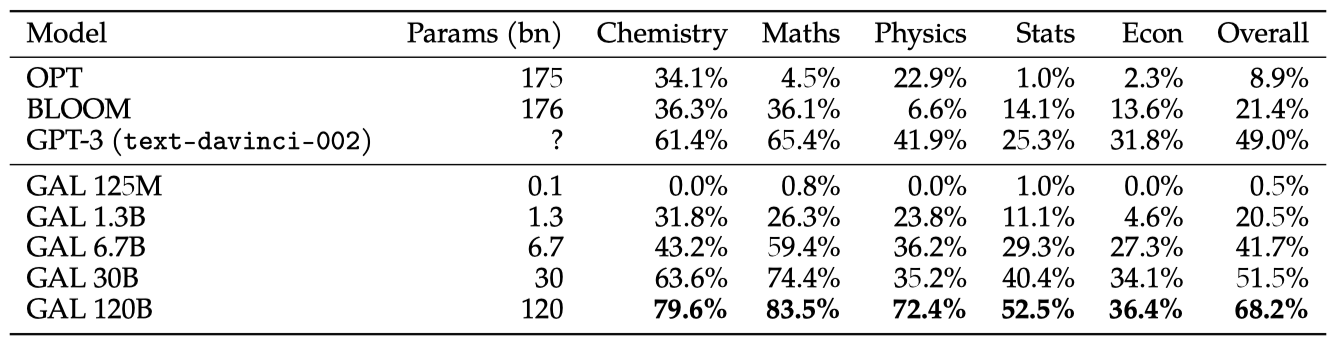 Model Params (bn) Chemistry Maths Physics Stats Econ Overall
OPT 175 34.1% 4.5% 22.9% 1.0% 2.3% 8.9%
BLOOM 176 36.3% 36.1% 6.6% 14.1% 13.6% 21.4%
GPT-3 (text-davinci-002) ? 61.4% 65.4% 41.9% 25.3% 31.8% 49.0%
GAL 125M 0.1 0.0% 0.8% 0.0% 1.0% 0.0% 0.5%
GAL 1.3B 1.3 31.8% 26.3% 23.8% 11.1% 4.6% 20.5%
GAL 6.7B 6.7 43.2% 59.4% 36.2% 29.3% 27.3% 41.7%
GAL 30B 30 63.6% 74.4% 35.2% 40.4% 34.1% 51.5%
GAL 120B 120 79.6% 83.5% 72.4% 52.5% 36.4% 68.2%